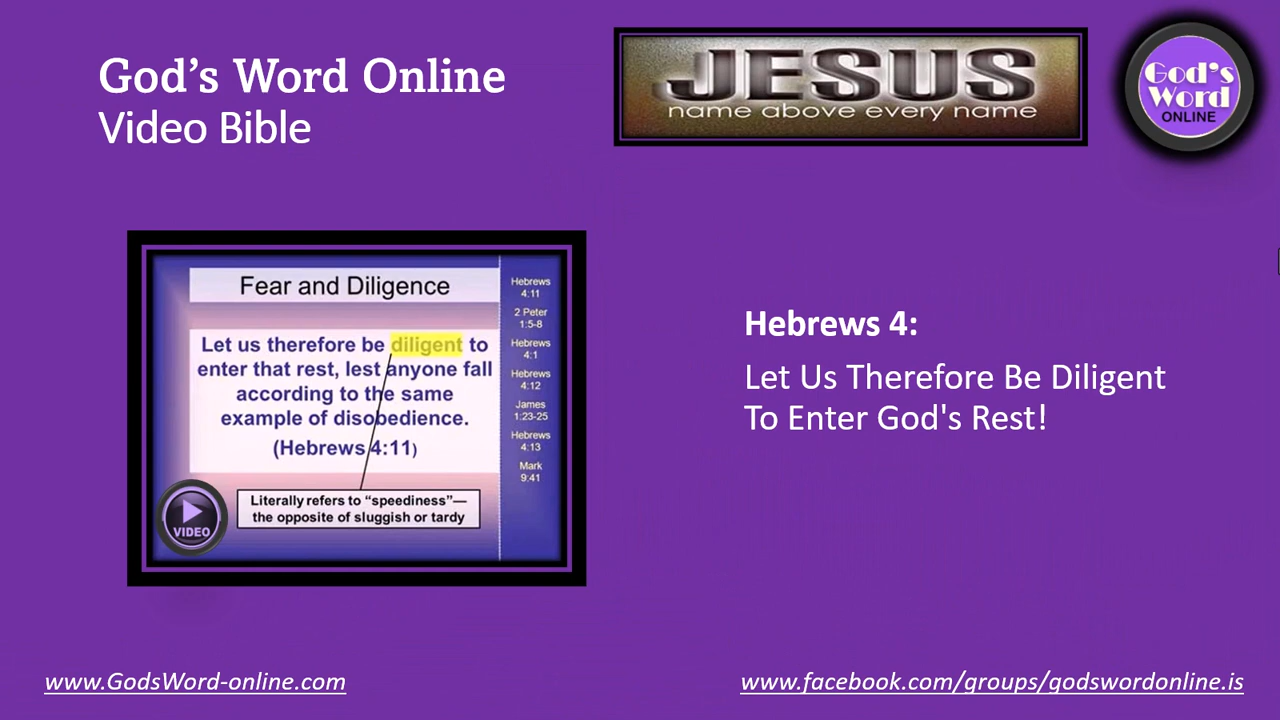 God’s Word Online
Video Bible
JESUS
name above every name
God's
Word
ONLINE
Fear and Diligence
Let us therefore be diligent to
enter that rest, lest anyone fall
according to the same
example of disobedience.
(Hebrews 4:11)
Literally refers to “speediness”—
the opposite of sluggish or tardy
VIDEO
Hebrews
4:11
2 Peter
1:5-8
Hebrews
4:1
Hebrews
4:12
James
1:23-25
Hebrews
4:13
Mark
9:41
Hebrews 4:
Let Us Therefore Be Diligent
To Enter God's Rest!
www.GodsWord-online.com
www.facebook.com/groups/godswordonline.is